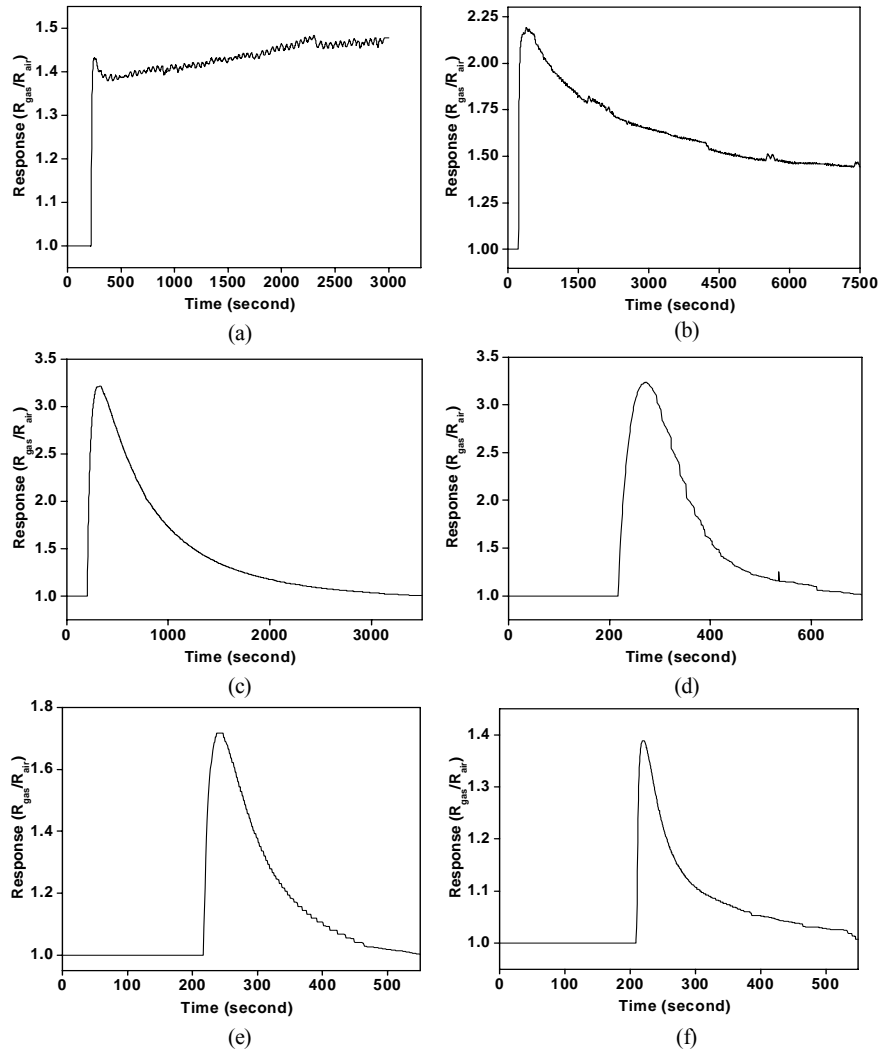 Response (R_gas/R_air)
1.5
1.4
1.3
1.2
1.1
1.0
0 500 1000 1500 2000 2500 3000
Time (second)
(a)
Response (R_gas/R_air)
2.25
2.00
1.75
1.50
1.25
1.00
0 1500 3000 4500 6000 7500
Time (second)
(b)
Response (R_gas/R_air)
3.5
3.0
2.5
2.0
1.5
1.0
0 1000 2000 3000
Time (second)
(c)
Response (R_gas/R_air)
3.5
3.0
2.5
2.0
1.5
1.0
0 200 400 600
Time (second)
(d)
Response (R_gas/R_air)
1.8
1.6
1.4
1.2
1.0
0 100 200 300 400 500
Time (second)
(e)
Response (R_gas/R_air)
1.4
1.3
1.2
1.1
1.0
0 100 200 300 400 500
Time (second)
(f)